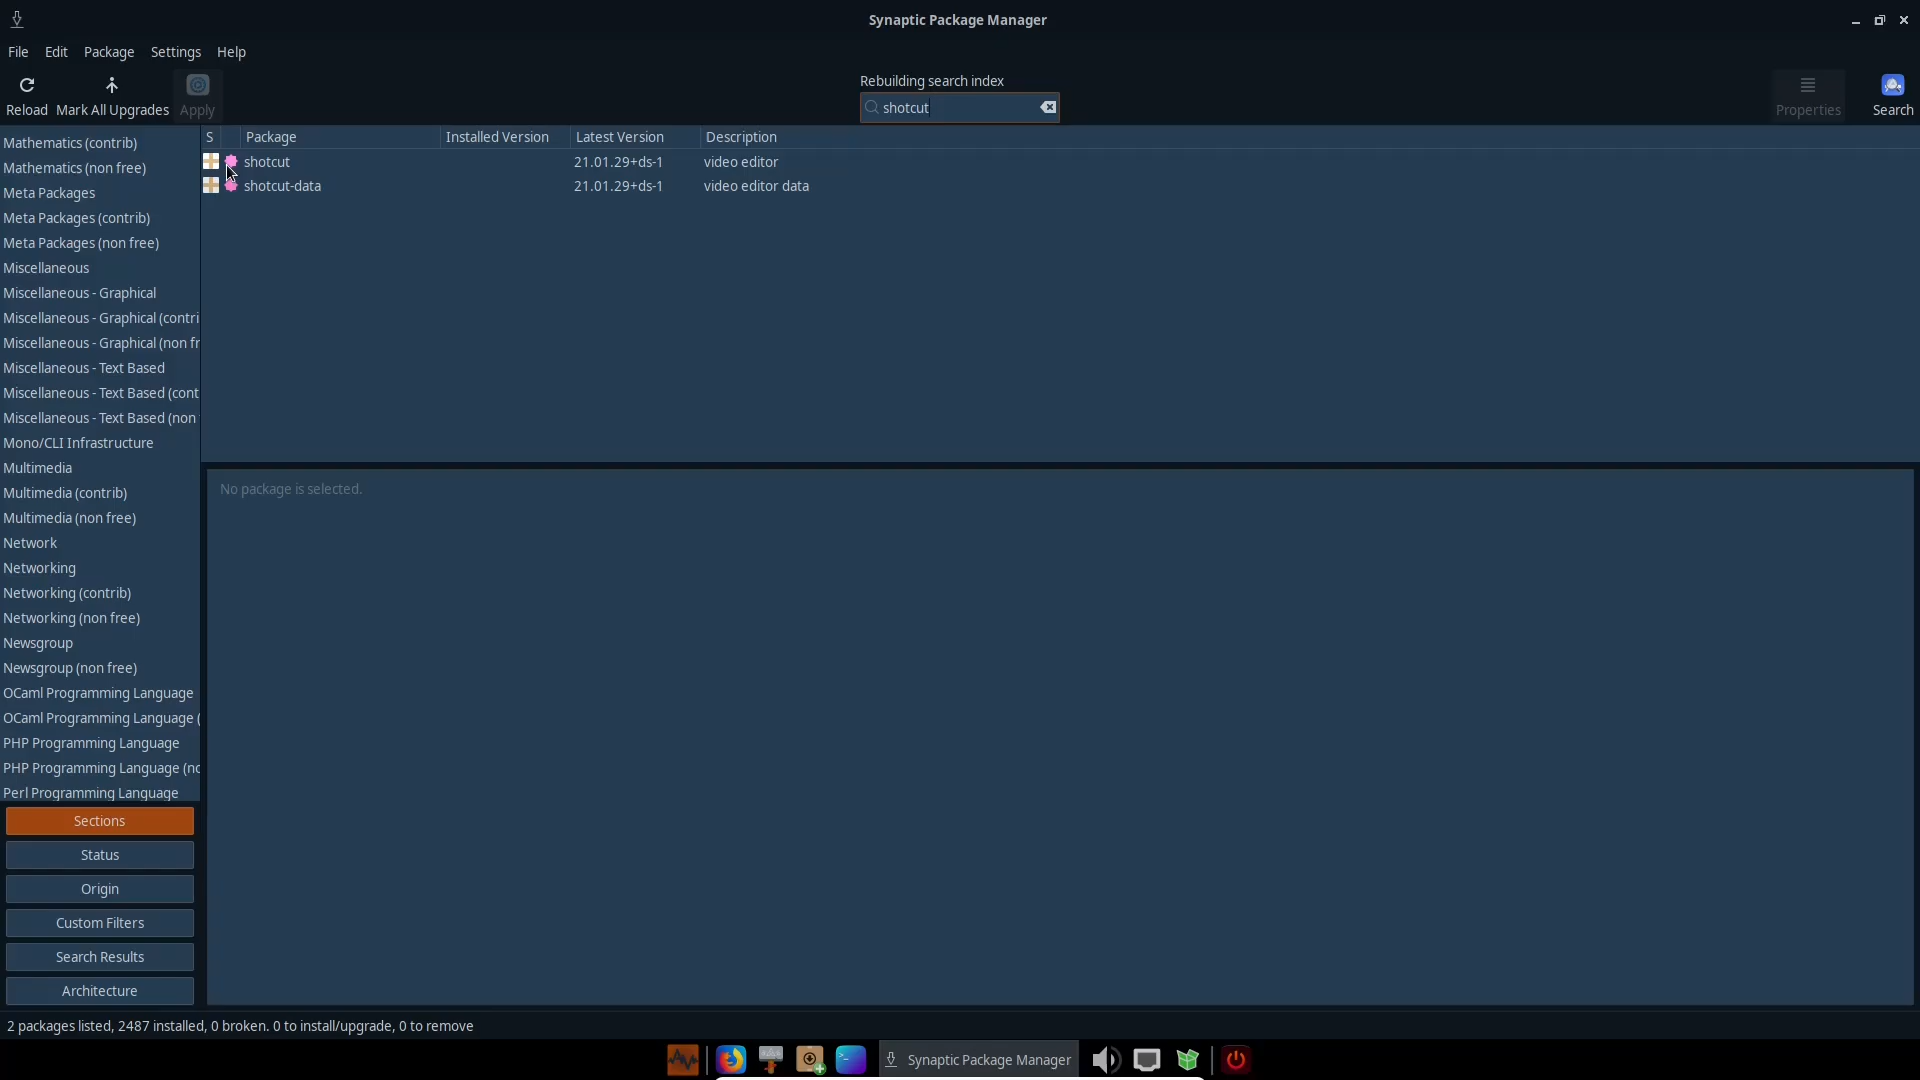 Synaptic Package Manager
File Edit Package Settings Help
Rebuilding search index
Reload Mark All Upgrades Apply shotcut Properties Search
S Package Installed Version Latest Version Description
shotcut 21.01.29+ds-1 video editor
shotcut-data 21.01.29+ds-1 video editor data
Mathematics (contrib)
Mathematics (non free)
Meta Packages
Meta Packages (contrib)
Meta Packages (non free)
Miscellaneous
Miscellaneous - Graphical
Miscellaneous - Graphical (contri
Miscellaneous - Graphical (non fr
Miscellaneous - Text Based
Miscellaneous - Text Based (cont
Miscellaneous - Text Based (non
Mono/CLI Infrastructure
Multimedia
Multimedia (contrib)
Multimedia (non free)
Network
Networking
Networking (contrib)
Networking (non free)
Newsgroup
Newsgroup (non free)
OCaml Programming Language
OCaml Programming Language (
PHP Programming Language
PHP Programming Language (no
Perl Programming Language
No package is selected.
Sections
Status
Origin
Custom Filters
Search Results
Architecture
2 packages listed, 2487 installed, 0 broken. 0 to install/upgrade, 0 to remove
Synaptic Package Manager